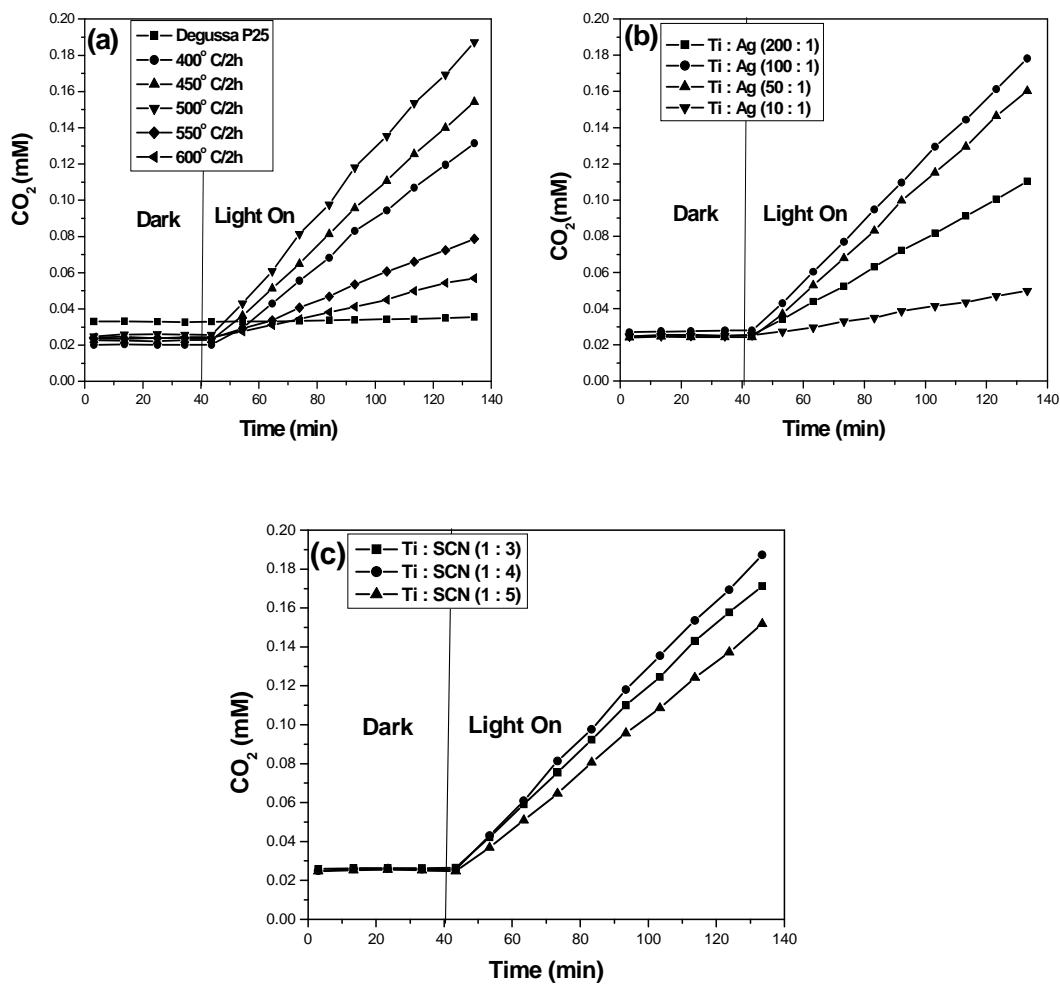 (a)
Degussa P25
400° C/2h
450° C/2h
500° C/2h
550° C/2h
600° C/2h
Dark
Light On
CO₂ (mM)
0.20
0.18
0.16
0.14
0.12
0.10
0.08
0.06
0.04
0.02
0.00
0 20 40 60 80 100 120 140
Time (min)
(b)
Ti : Ag (200 : 1)
Ti : Ag (100 : 1)
Ti : Ag (50 : 1)
Ti : Ag (10 : 1)
Dark
Light On
CO₂(mM)
0.20
0.18
0.16
0.14
0.12
0.10
0.08
0.06
0.04
0.02
0.00
0 20 40 60 80 100 120 140
Time (min)
(c)
Ti : SCN (1 : 3)
Ti : SCN (1 : 4)
Ti : SCN (1 : 5)
Dark
Light On
CO₂ (mM)
0.20
0.18
0.16
0.14
0.12
0.10
0.08
0.06
0.04
0.02
0.00
0 20 40 60 80 100 120 140
Time (min)